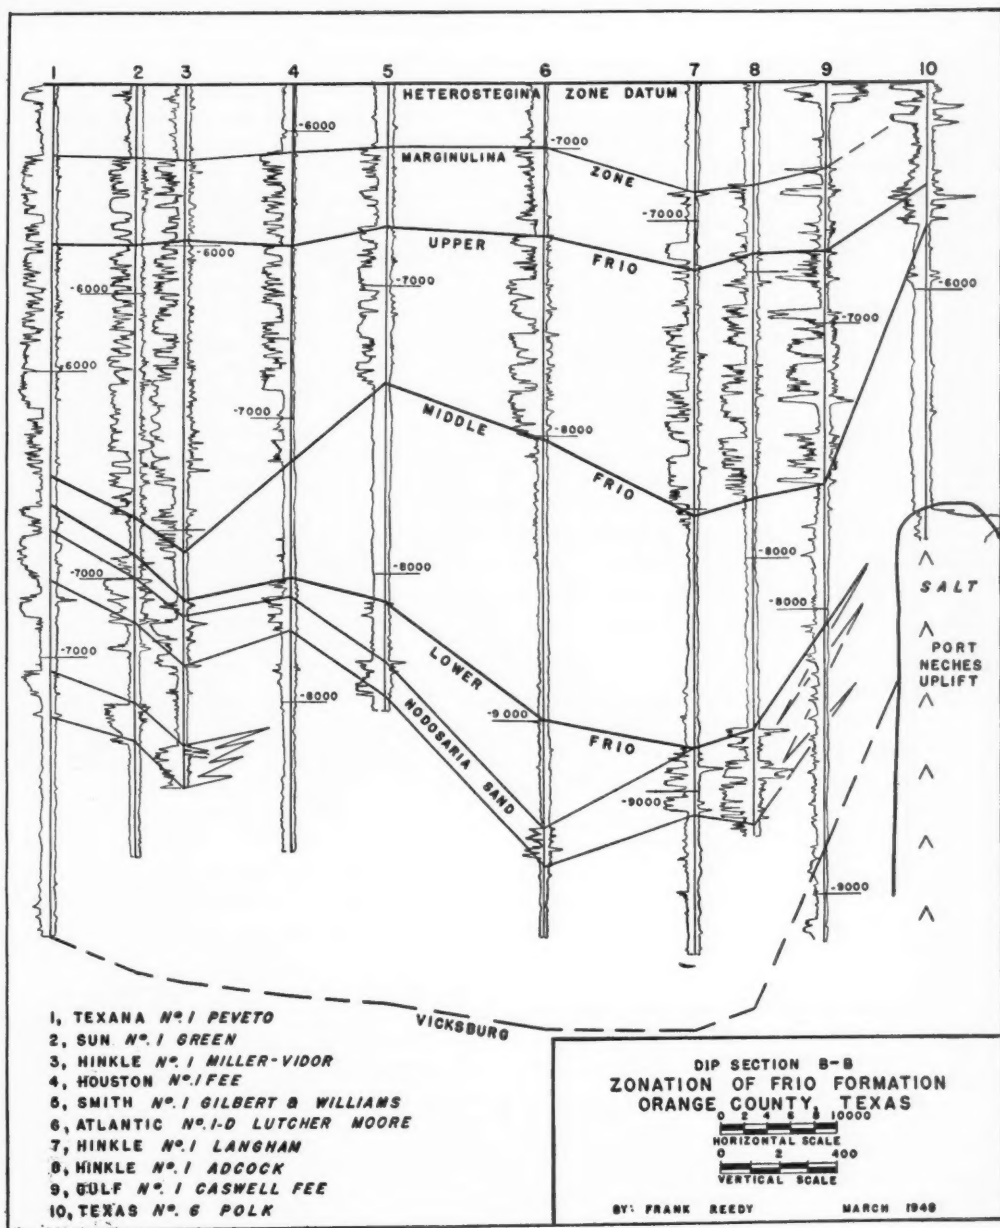 1 2 3 4 5 6 7 8 9 10
HETEROSTEGINA ZONE DATUM
-6000
-7000
MARGINULINA ZONE
-7000
UPPER FRIO
-6000
-6000
-7000
-6000
-7000
6000
-7000
MIDDLE FRIO
-8000
-8000
-7000
-8000
-8000
SALT
PORT
NECHES
UPLIFT
-7000
LOWER FRIO
-8000
NODOSARIA SAND
-9000
-9000
-9000
VICKSBURG
1, TEXANA Nº.1 PEVETO
2, SUN Nº.1 GREEN
3, HINKLE Nº.1 MILLER-VIDOR
4, HOUSTON Nº.1 FEE
5, SMITH Nº.1 GILBERT & WILLIAMS
6, ATLANTIC Nº.1-D LUTCHER MOORE
7, HINKLE Nº.1 LANGHAM
8, HINKLE Nº.1 ADCOCK
9, GULF Nº.1 CASWELL FEE
10, TEXAS Nº.6 POLK
DIP SECTION B-B
ZONATION OF FRIO FORMATION
ORANGE COUNTY, TEXAS
0 2 4 6 8 10000
HORIZONTAL SCALE
0 2 400
VERTICAL SCALE
BY: FRANK REEDY MARCH 1948